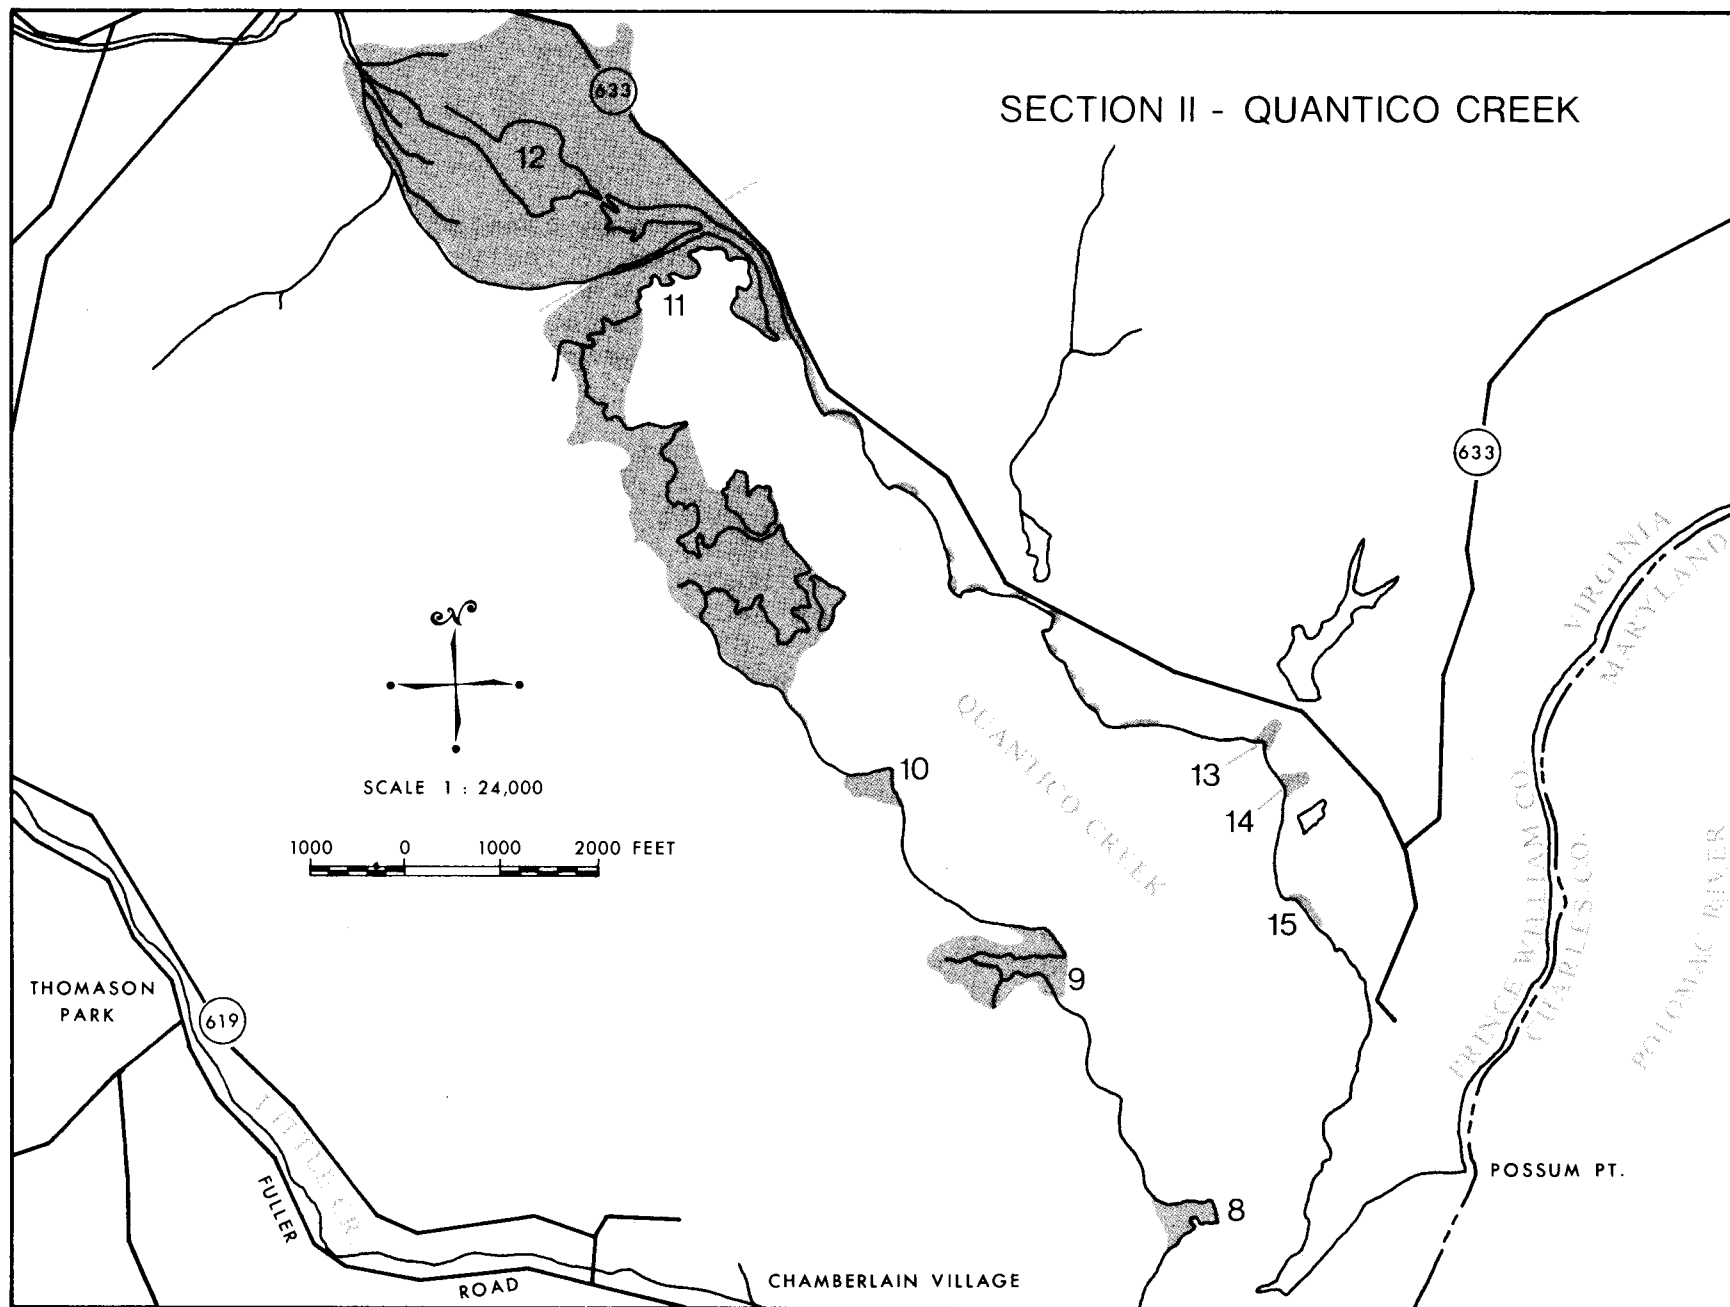 SECTION II - QUANTICO CREEK
633
12
11
633
VIRGINIA
MARYLAND
N
QUANTICO CREEK
10
13
14
SCALE 1 : 24,000
1000 0 1000 2000 FEET
15
PRINCE WILLIAM CO.
CHARLES CO.
POTOMAC RIVER
9
THOMASON
PARK
619
LITTLE CR.
FULLER
ROAD
8
POSSUM PT.
CHAMBERLAIN VILLAGE